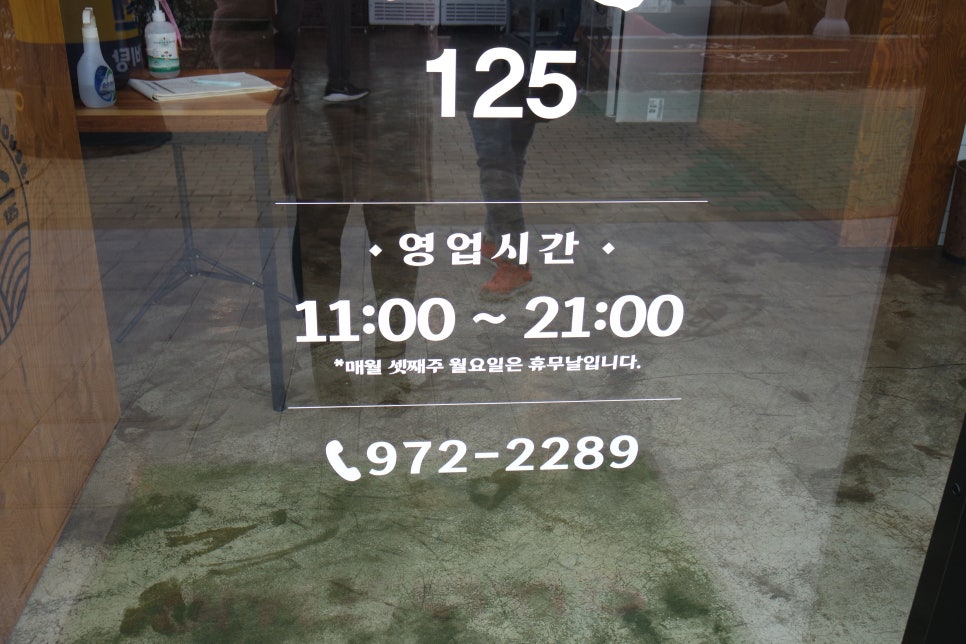 125
영업시간
11:00 ~ 21:00
*매월 셋째주 월요일은 휴무날입니다.
972-2289